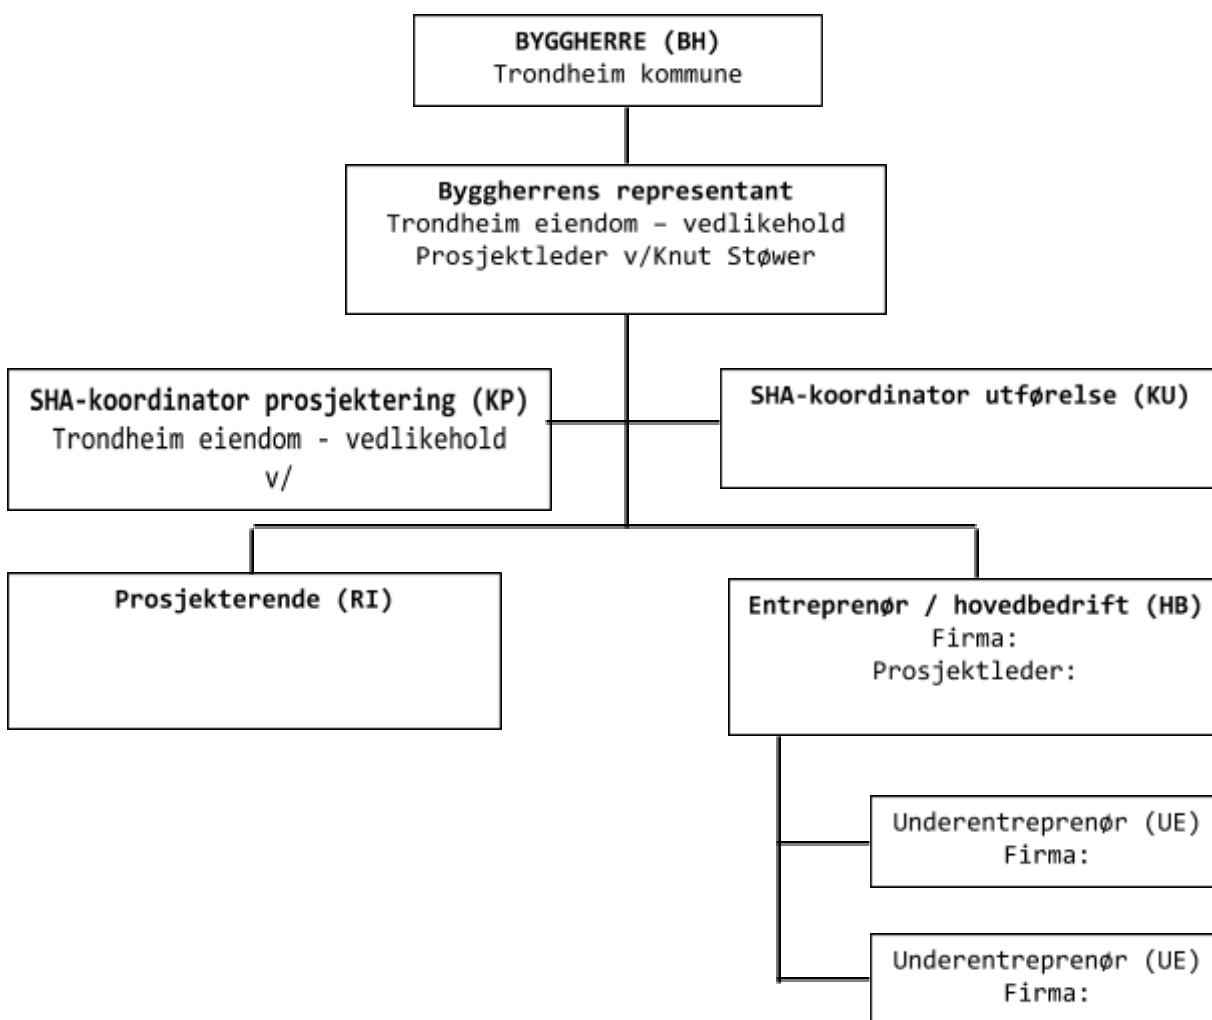 BYGGHERRE (BH)
Trondheim kommune
Byggherrens representant
Trondheim eiendom – vedlikehold
Prosjektleder v/Knut Støwer
SHA-koordinator prosjektering (KP)
Trondheim eiendom - vedlikehold
v/
SHA-koordinator utførelse (KU)
Prosjekterende (RI)
Entreprenør / hovedbedrift (HB)
Firma:
Prosjektleder:
Underentreprenør (UE)
Firma:
Underentreprenør (UE)
Firma: